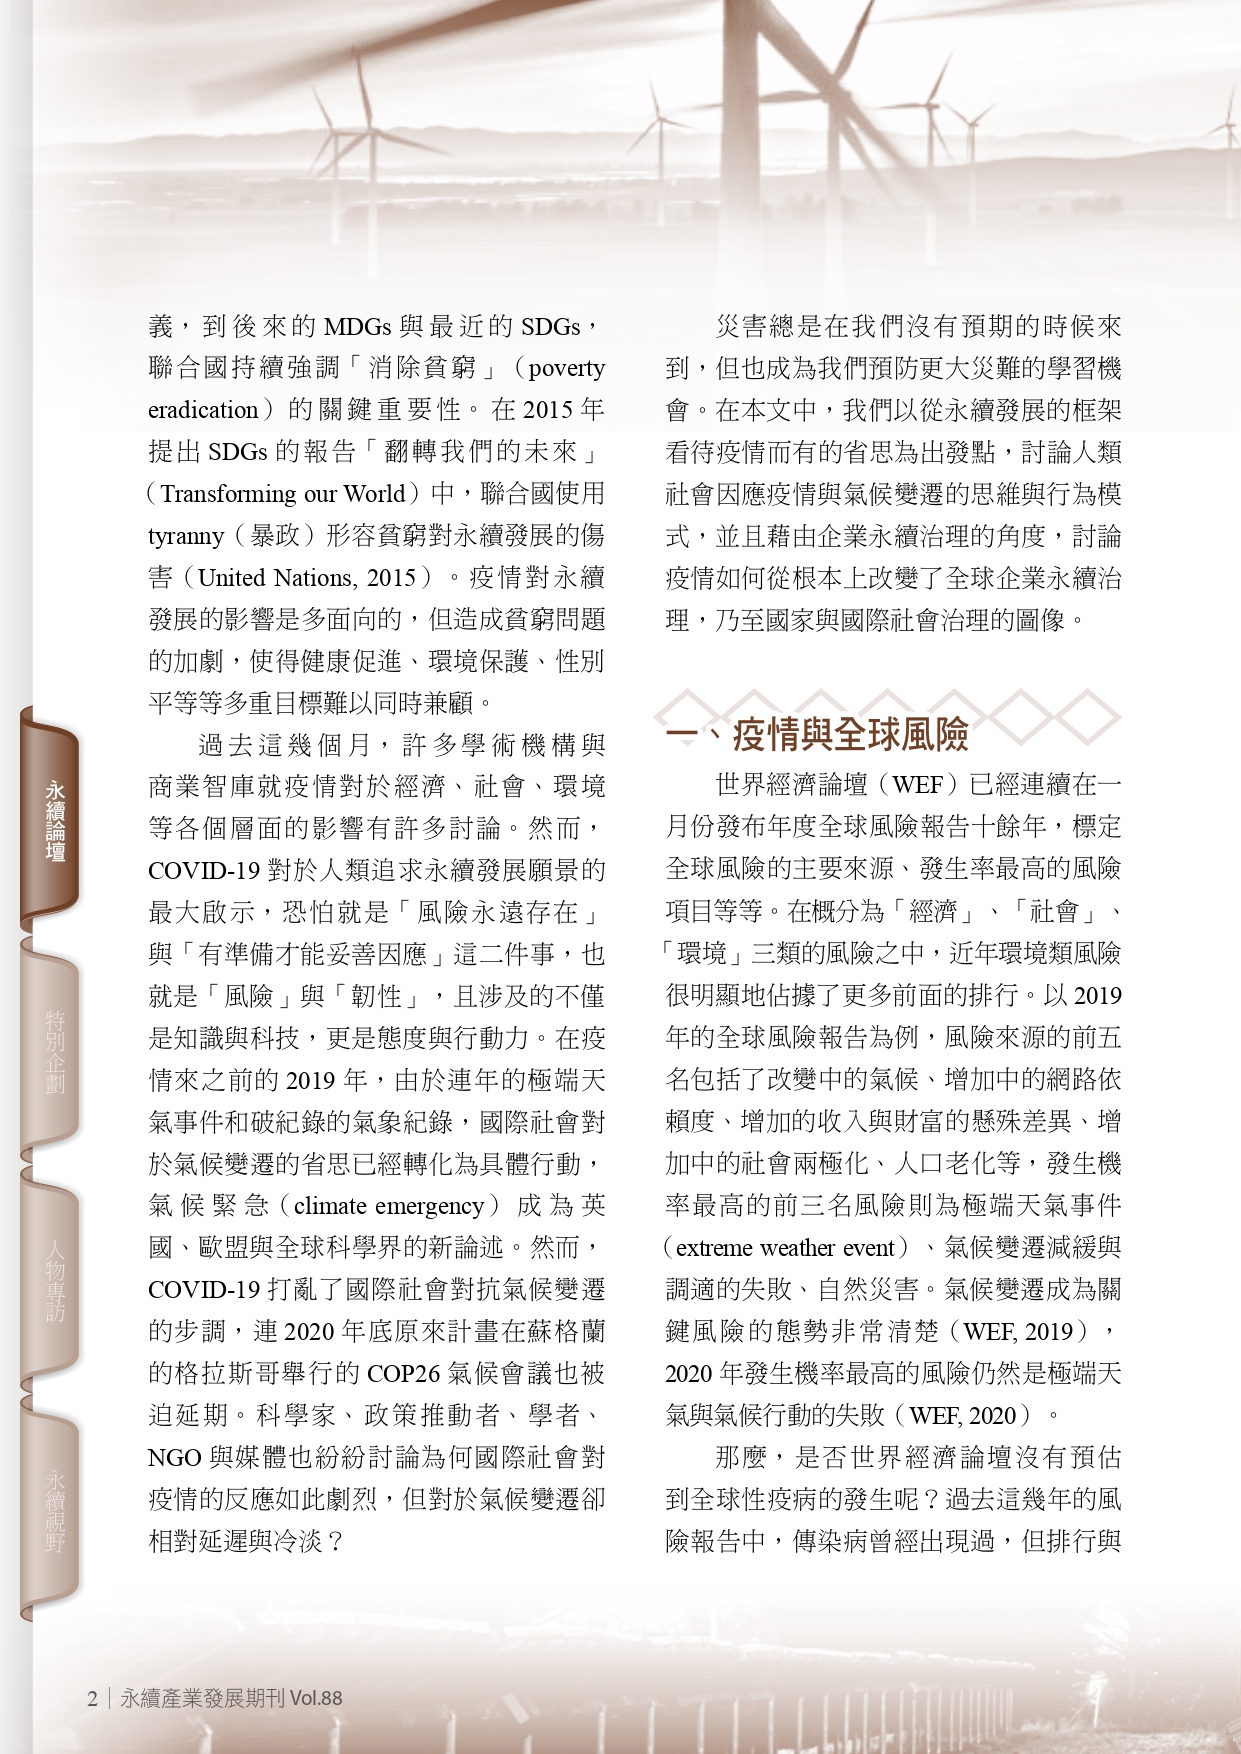 義，到後來的 MDGs 與最近的 SDGs，
聯合國持續強調「消除貧窮」（poverty
eradication）的關鍵重要性。在 2015 年
提出 SDGs 的報告「翻轉我們的未來」
（Transforming our World）中，聯合國使用
tyranny（暴政）形容貧窮對永續發展的傷
害（United Nations, 2015）。疫情對永續
發展的影響是多面向的，但造成貧窮問題
的加劇，使得健康促進、環境保護、性別
平等等多重目標難以同時兼顧。
過去這幾個月，許多學術機構與
商業智庫就疫情對於經濟、社會、環境
等各個層面的影響有許多討論。然而，
COVID-19 對於人類追求永續發展願景的
最大啟示，恐怕就是「風險永遠存在」
與「有準備才能妥善因應」這二件事，也
就是「風險」與「韌性」，且涉及的不僅
是知識與科技，更是態度與行動力。在疫
情來之前的 2019 年，由於連年的極端天
氣事件和破紀錄的氣象紀錄，國際社會對
於氣候變遷的省思已經轉化為具體行動，
氣候緊急（climate emergency）成為英
國、歐盟與全球科學界的新論述。然而，
COVID-19 打亂了國際社會對抗氣候變遷
的步調，連 2020 年底原來計畫在蘇格蘭
的格拉斯哥舉行的 COP26 氣候會議也被
迫延期。科學家、政策推動者、學者、
NGO 與媒體也紛紛討論為何國際社會對
疫情的反應如此劇烈，但對於氣候變遷卻
相對延遲與冷淡？
災害總是在我們沒有預期的時候來
到，但也成為我們預防更大災難的學習機
會。在本文中，我們以從永續發展的框架
看待疫情而有的省思為出發點，討論人類
社會因應疫情與氣候變遷的思維與行為模
式，並且藉由企業永續治理的角度，討論
疫情如何從根本上改變了全球企業永續治
理，乃至國家與國際社會治理的圖像。
一、疫情與全球風險
世界經濟論壇（WEF）已經連續在一
月份發布年度全球風險報告十餘年，標定
全球風險的主要來源、發生率最高的風險
項目等等。在概分為「經濟」、「社會」、
「環境」三類的風險之中，近年環境類風險
很明顯地佔據了更多前面的排行。以 2019
年的全球風險報告為例，風險來源的前五
名包括了改變中的氣候、增加中的網路依
賴度、增加的收入與財富的懸殊差異、增
加中的社會兩極化、人口老化等，發生機
率最高的前三名風險則為極端天氣事件
（extreme weather event）、氣候變遷減緩與
調適的失敗、自然災害。氣候變遷成為關
鍵風險的態勢非常清楚（WEF, 2019），
2020 年發生機率最高的風險仍然是極端天
氣與氣候行動的失敗（WEF, 2020）。
那麼，是否世界經濟論壇沒有預估
到全球性疫病的發生呢？過去這幾年的風
險報告中，傳染病曾經出現過，但排行與
永續論壇
特別企劃
人物專訪
永續視野
2 永續產業發展期刊 Vol.88